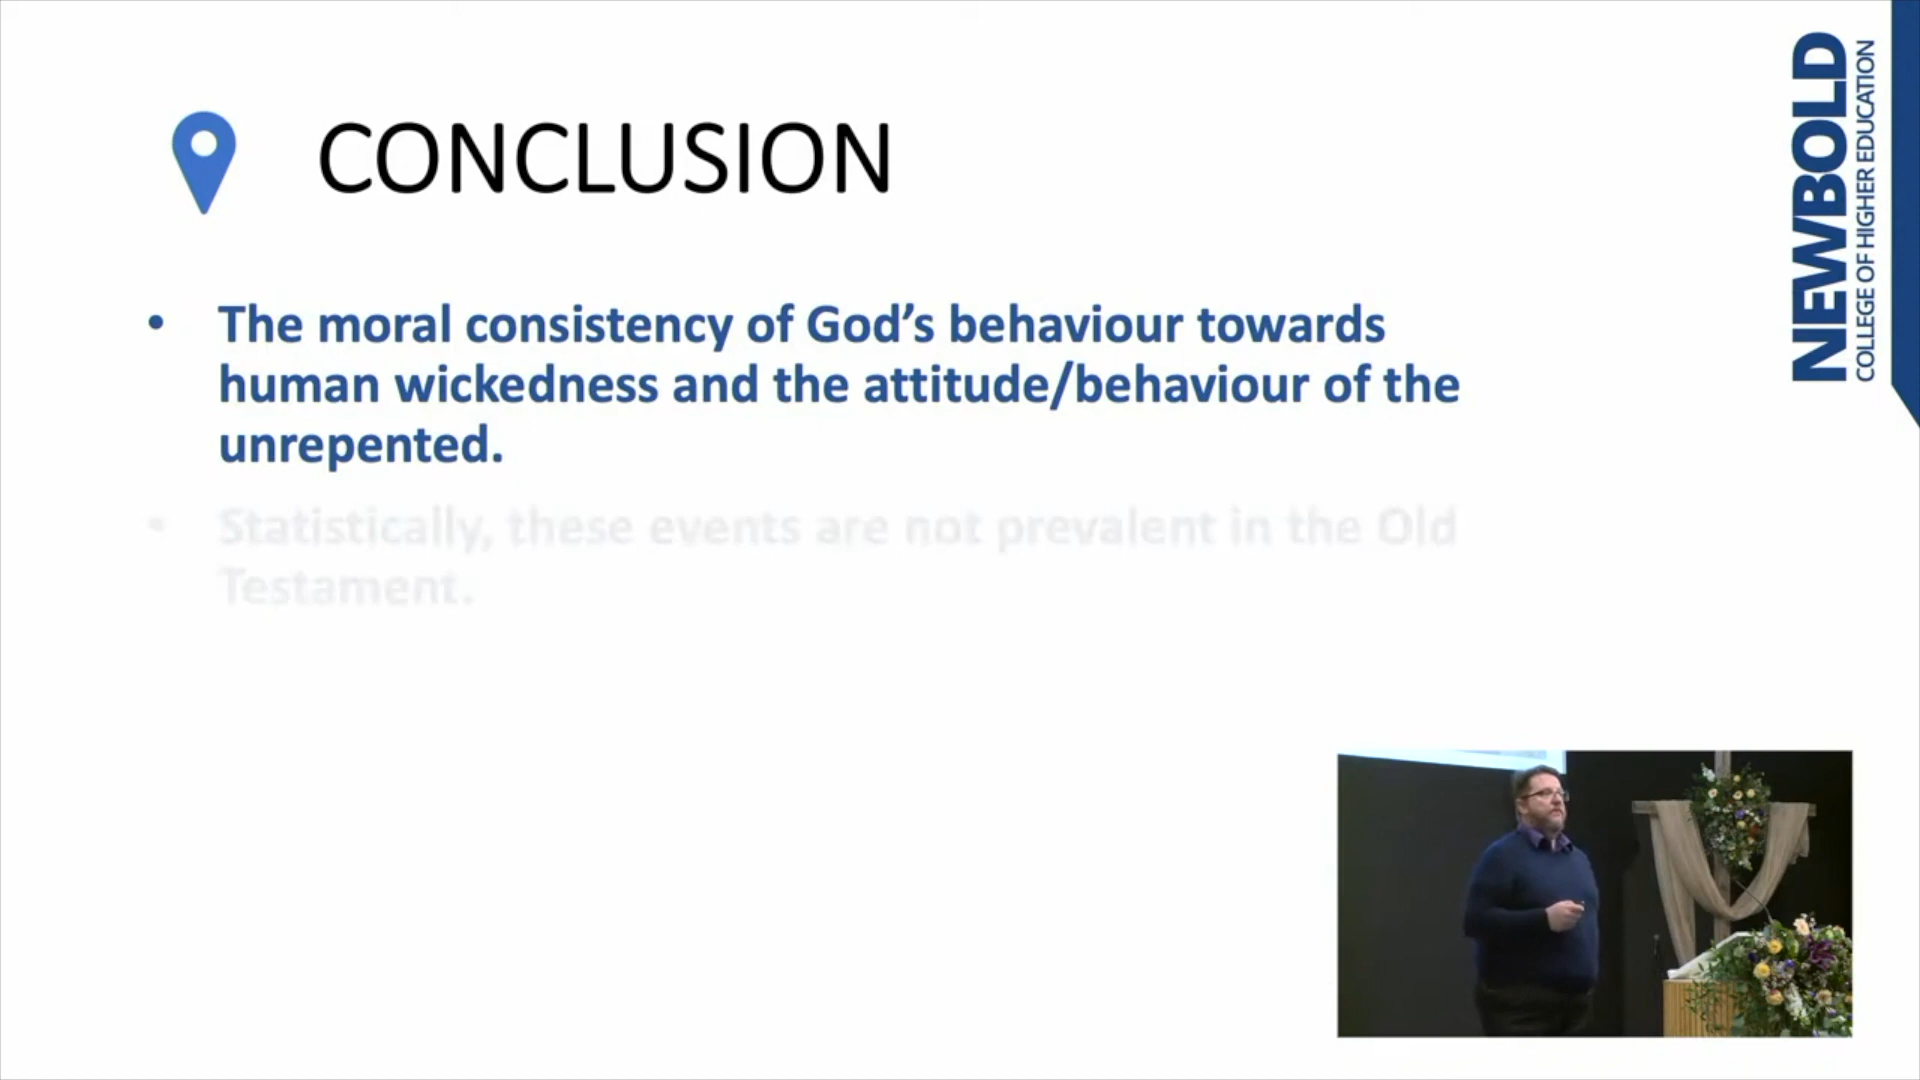 CONCLUSION
• The moral consistency of God's behaviour towards
human wickedness and the attitude/behaviour of the
unrepented.
• Statistically, these events are not prevalent in the Old
Testament.
NEWBOLD
COLLEGE OF HIGHER EDUCATION